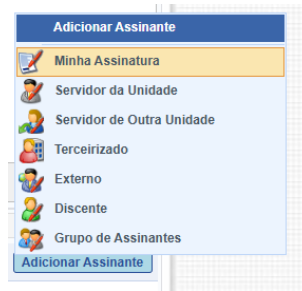 Adicionar Assinante
Minha Assinatura
Servidor da Unidade
Servidor de Outra Unidade
Terceirizado
Externo
Discente
Grupo de Assinantes
Adicionar Assinante